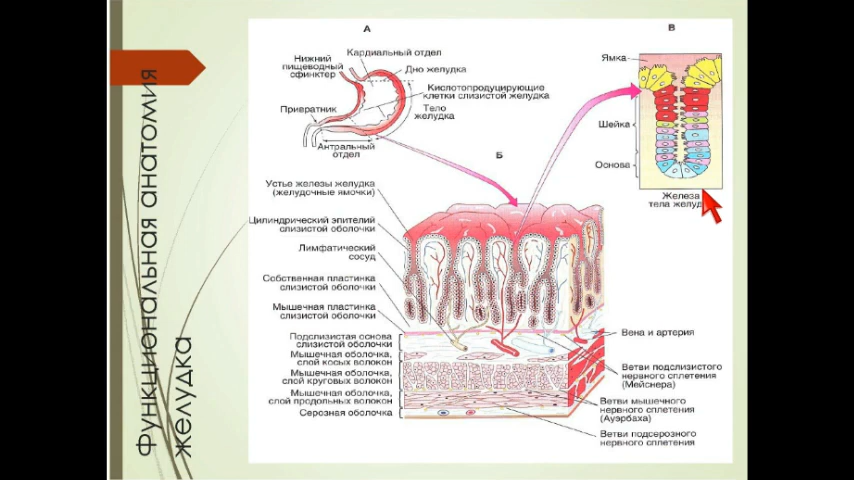 Функциональная анатомия
желудка
А
Кардиальный отдел
Нижний
пищеводный
сфинктер
Дно желудка
Кислотопродуцирующие
клетки слизистой желудка
Привратник
Тело
желудка
Антральный
отдел
Б
В
Ямка
Шейка
Основа
Железа
тела желуд
Устье железы желудка
(желудочные ямочки)
Цилиндрический эпителий
слизистой оболочки
Лимфатический
сосуд
Собственная пластинка
слизистой оболочки
Мышечная пластинка
слизистой оболочки
Подслизистая основа
слизистой оболочки
Мышечная оболочка,
слой косых волокон
Мышечная оболочка,
слой круговых волокон
Мышечная оболочка,
слой продольных волокон
Серозная оболочка
Вена и артерия
Ветви подслизистого
нервного сплетения
(Мейснера)
Ветви мышечного
нервного сплетения
(Ауэрбаха)
Ветви подсерозного
нервного сплетения